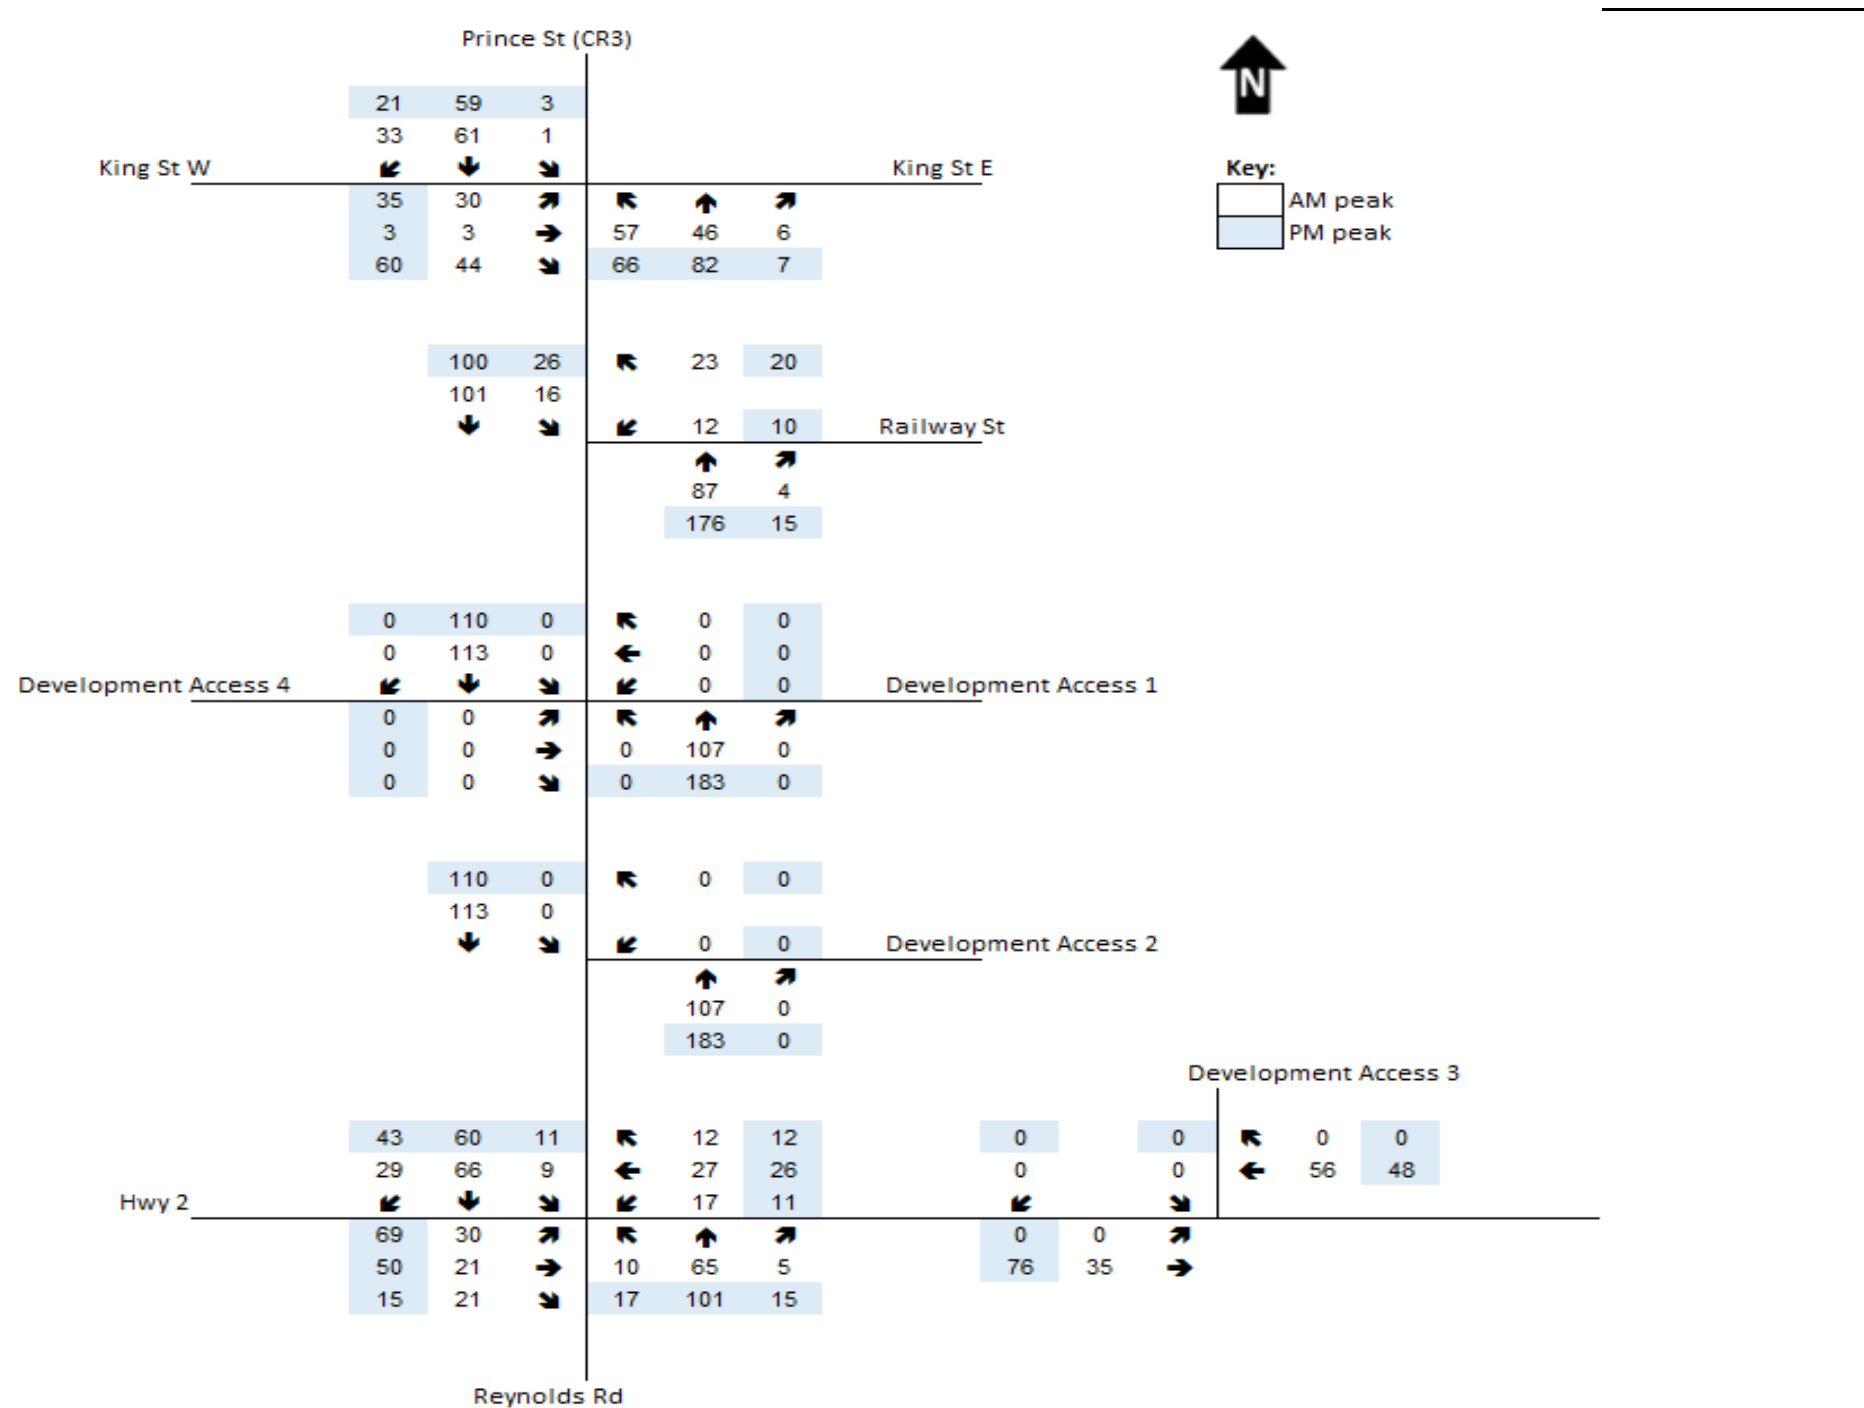 Prince St (CR3)
N
21 59 3
33 61 1
King St W
King St E
Key:
35 30
AM peak
3 3 57 46 6
PM peak
60 44 66 82 7
100 26 23 20
101 16
12 10 Railway St
87 4
176 15
0 110 0 0 0
0 113 0 0 0
Development Access 4 0 0 Development Access 1
0 0
0 0 0 107 0
0 0 0 183 0
110 0 0 0
113 0
0 0 Development Access 2
107 0
183 0
Development Access 3
43 60 11 12 12 0 0 0 0
29 66 9 27 26 0 0 56 48
Hwy 2 17 11
69 30 0 0
50 21 10 65 5 76 35
15 21 17 101 15
Reynolds Rd